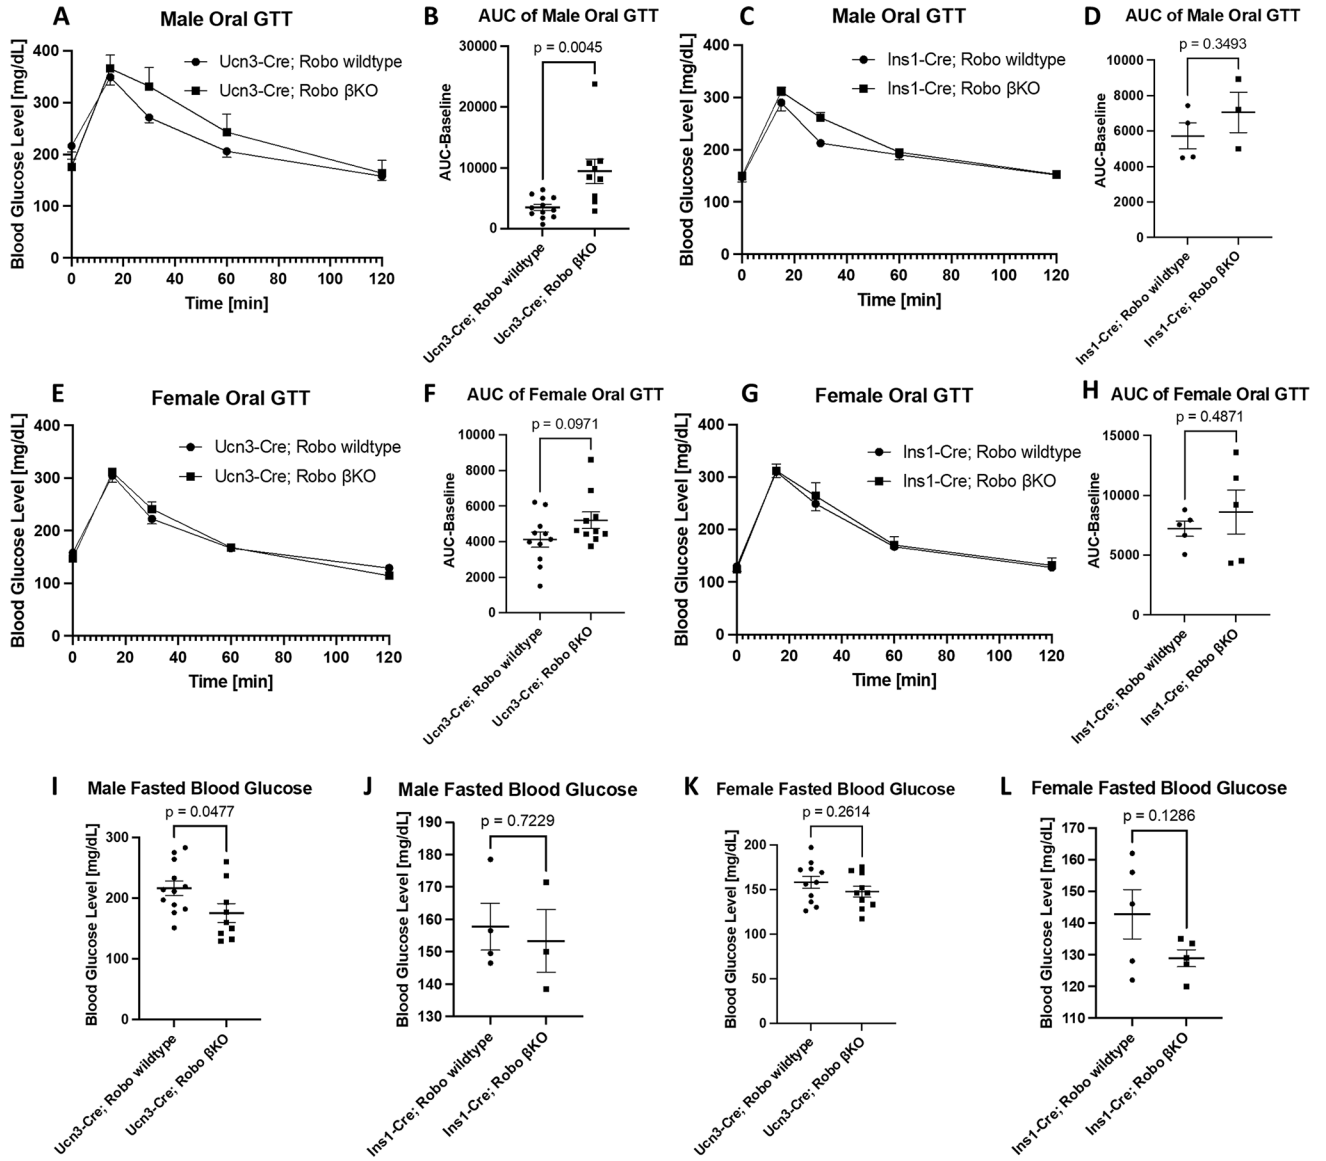 A
Male Oral GTT
Blood Glucose Level [mg/dL]
400
300
200
100
0
Ucn3-Cre; Robo wildtype
Ucn3-Cre; Robo βKO
0 20 40 60 80 100 120
Time [min]
B
AUC of Male Oral GTT
p = 0.0045
AUC-Baseline
30000
20000
10000
0
Ucn3-Cre; Robo wildtype
Ucn3-Cre; Robo βKO
C
Male Oral GTT
Blood Glucose Level [mg/dL]
400
300
200
100
0
Ins1-Cre; Robo wildtype
Ins1-Cre; Robo βKO
0 20 40 60 80 100 120
Time [min]
D
AUC of Male Oral GTT
p = 0.3493
AUC-Baseline
10000
8000
6000
4000
2000
0
Ins1-Cre; Robo wildtype
Ins1-Cre; Robo βKO
E
Female Oral GTT
Blood Glucose Level [mg/dL]
400
300
200
100
0
Ucn3-Cre; Robo wildtype
Ucn3-Cre; Robo βKO
0 20 40 60 80 100 120
Time [min]
F
AUC of Female Oral GTT
p = 0.0971
AUC-Baseline
10000
8000
6000
4000
2000
0
Ucn3-Cre; Robo wildtype
Ucn3-Cre; Robo βKO
G
Female Oral GTT
Blood Glucose Level [mg/dL]
400
300
200
100
0
Ins1-Cre; Robo wildtype
Ins1-Cre; Robo βKO
0 20 40 60 80 100 120
Time [min]
H
AUC of Female Oral GTT
p = 0.4871
AUC-Baseline
15000
10000
5000
0
Ins1-Cre; Robo wildtype
Ins1-Cre; Robo βKO
I
Male Fasted Blood Glucose
p = 0.0477
Blood Glucose Level [mg/dL]
300
200
100
0
Ucn3-Cre; Robo wildtype
Ucn3-Cre; Robo βKO
J
Male Fasted Blood Glucose
p = 0.7229
Blood Glucose Level [mg/dL]
190
180
170
160
150
140
130
Ins1-Cre; Robo wildtype
Ins1-Cre; Robo βKO
K
Female Fasted Blood Glucose
p = 0.2614
Blood Glucose Level [mg/dL]
200
150
100
50
0
Ucn3-Cre; Robo wildtype
Ucn3-Cre; Robo βKO
L
Female Fasted Blood Glucose
p = 0.1286
Blood Glucose Level [mg/dL]
170
160
150
140
130
120
110
Ins1-Cre; Robo wildtype
Ins1-Cre; Robo βKO